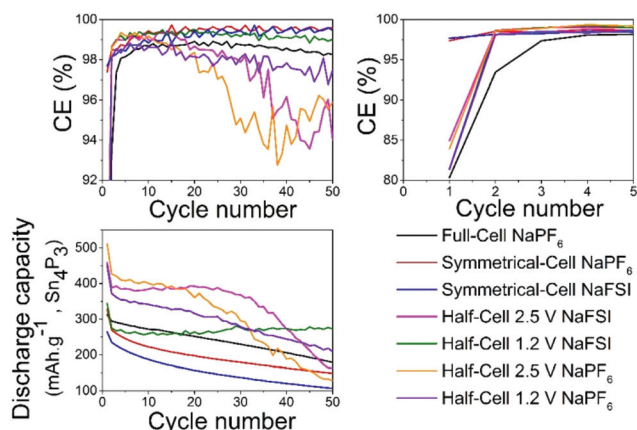 100
98
96
94
92
CE (%)
0 10 20 30 40 50
Cycle number
100
95
90
85
80
CE (%)
0 1 2 3 4 5
Cycle number
500
400
300
200
100
Discharge capacity
(mAh.g⁻¹, Sn₄P₃)
0 10 20 30 40 50
Cycle number
Full-Cell NaPF₆
Symmetrical-Cell NaPF₆
Symmetrical-Cell NaFSI
Half-Cell 2.5 V NaFSI
Half-Cell 1.2 V NaFSI
Half-Cell 2.5 V NaPF₆
Half-Cell 1.2 V NaPF₆